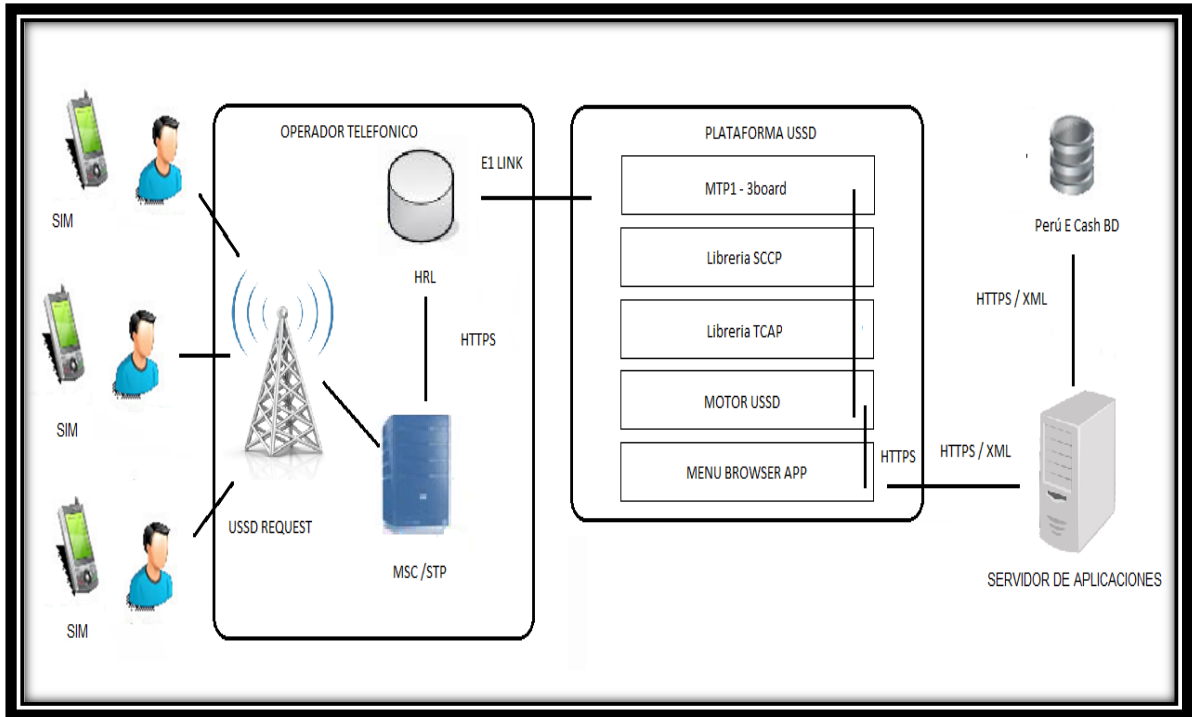 OPERADOR TELEFONICO
PLATAFORMA USSD
E1 LINK
MTP1 - 3board
SIM
Perú E Cash BD
Libreria SCCP
HRL
HTTPS / XML
HTTPS
Libreria TCAP
SIM
MOTOR USSD
HTTPS
HTTPS / XML
MENU BROWSER APP
USSD REQUEST
MSC /STP
SERVIDOR DE APLICACIONES
SIM